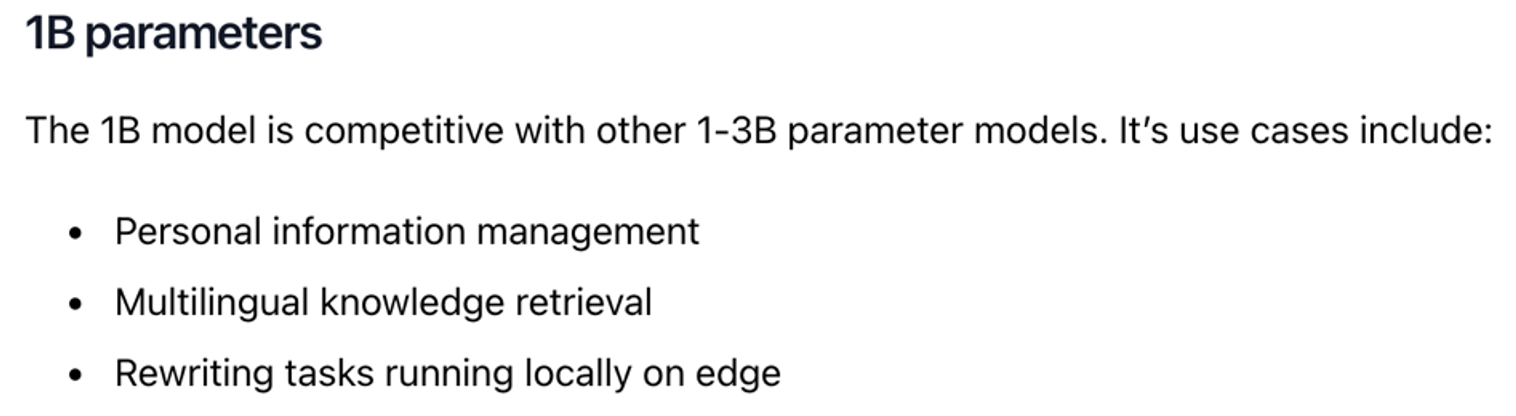 1B parameters
The 1B model is competitive with other 1-3B parameter models. It’s use cases include:
• Personal information management
• Multilingual knowledge retrieval
• Rewriting tasks running locally on edge